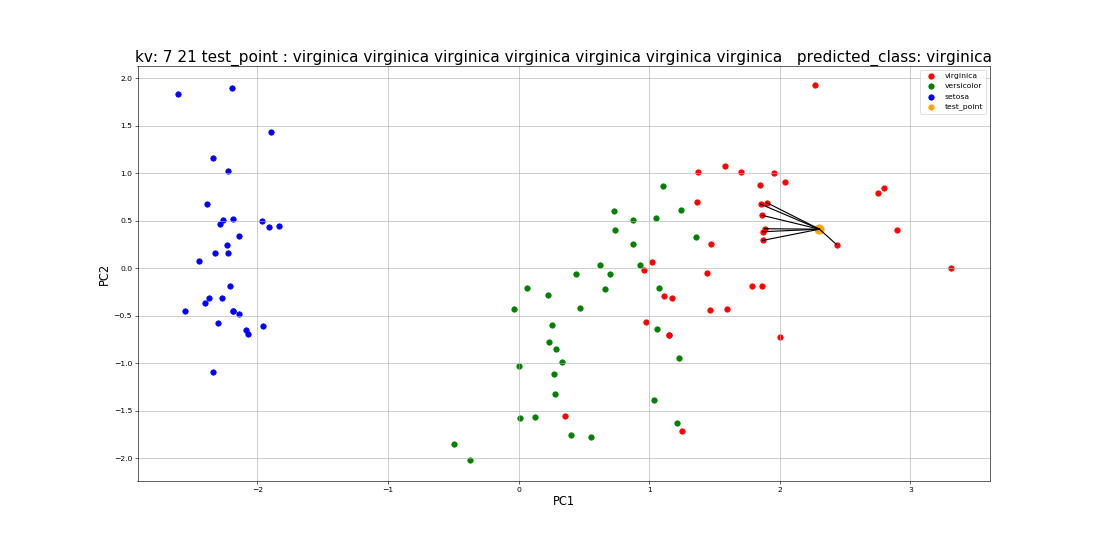 kv: 7 21 test_point : virginica virginica virginica virginica virginica virginica virginica   predicted_class: virginica
virginica
versicolor
setosa
test_point
2.0
1.5
1.0
0.5
0.0
−0.5
−1.0
−1.5
−2.0
PC2
−2
−1
0
1
2
3
PC1